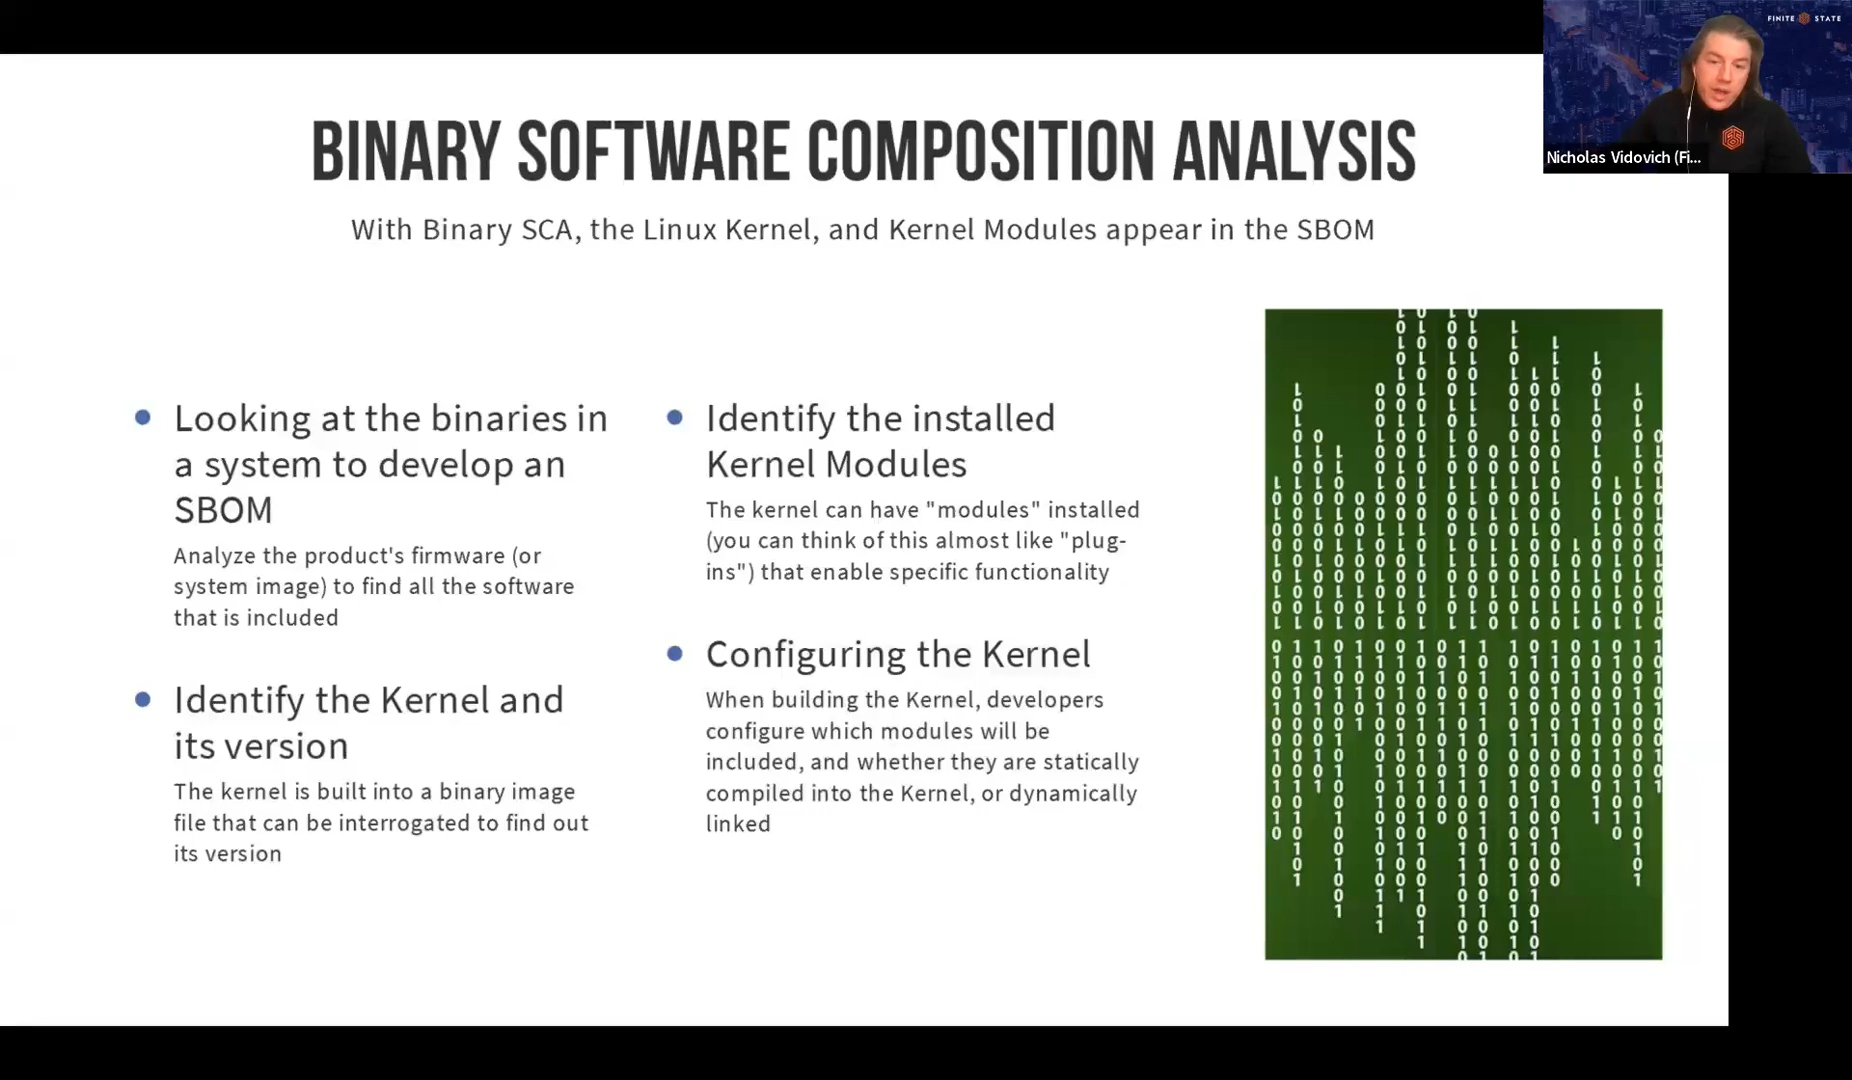 FINITE STATE
Nicholas Vidovich (Fi...
BINARY SOFTWARE COMPOSITION ANALYSIS
With Binary SCA, the Linux Kernel, and Kernel Modules appear in the SBOM
Looking at the binaries in
a system to develop an
SBOM
Analyze the product's firmware (or
system image) to find all the software
that is included
Identify the Kernel and
its version
The kernel is built into a binary image
file that can be interrogated to find out
its version
Identify the installed
Kernel Modules
The kernel can have "modules" installed
(you can think of this almost like "plug-
ins") that enable specific functionality
Configuring the Kernel
When building the Kernel, developers
configure which modules will be
included, and whether they are statically
compiled into the Kernel, or dynamically
linked